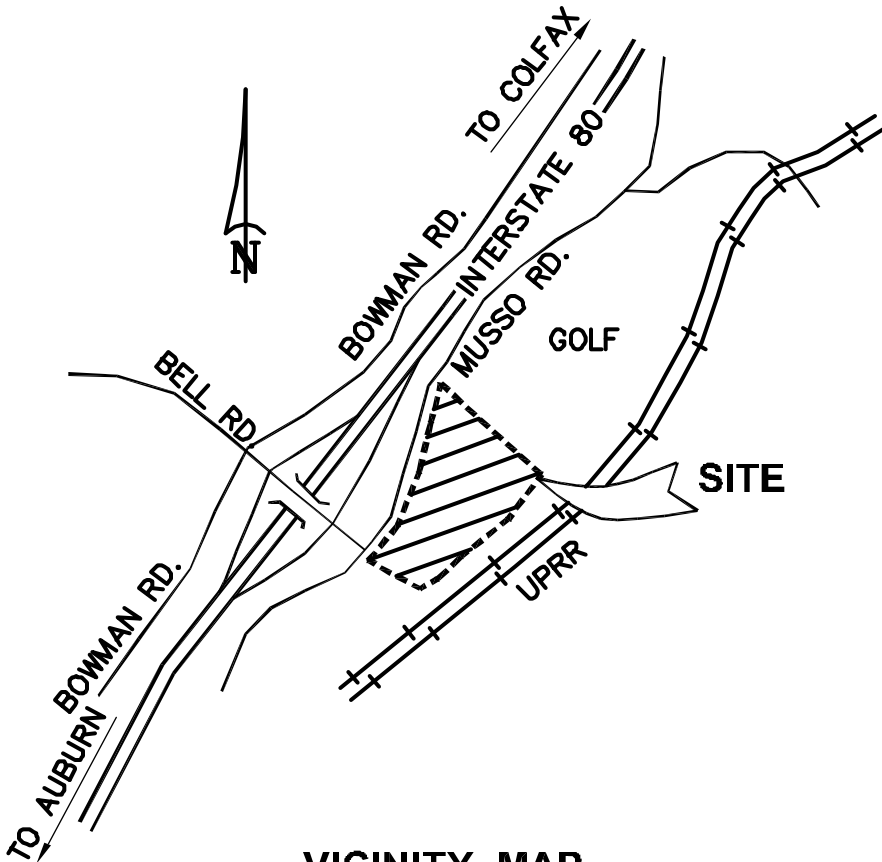 TO COLFAX
INTERSTATE 80
BOWMAN RD.
N
MUSSO RD.
GOLF
BELL RD.
SITE
UPRR
BOWMAN RD.
TO AUBURN
VICINITY MAP